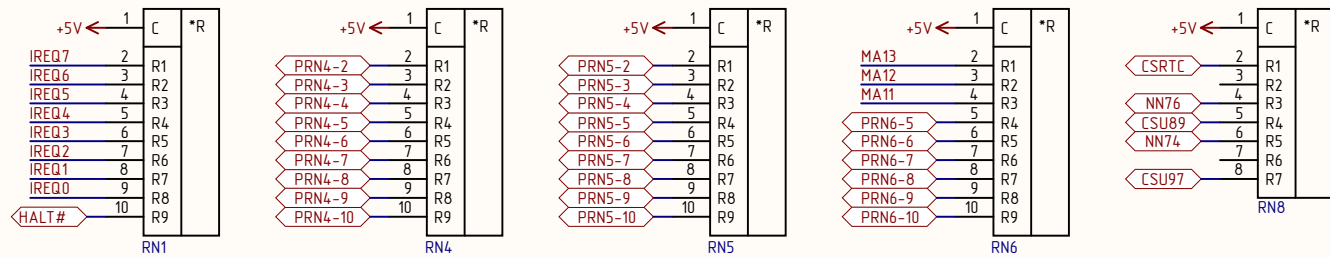 +5V 1 C *R
IREQ7 2 R1
IREQ6 3 R2
IREQ5 4 R3
IREQ4 5 R4
IREQ3 6 R5
IREQ2 7 R6
IREQ1 8 R7
IREQ0 9 R8
HALT# 10 R9
RN1
+5V 1 C *R
PRN4-2 2 R1
PRN4-3 3 R2
PRN4-4 4 R3
PRN4-5 5 R4
PRN4-6 6 R5
PRN4-7 7 R6
PRN4-8 8 R7
PRN4-9 9 R8
PRN4-10 10 R9
RN4
+5V 1 C *R
PRN5-2 2 R1
PRN5-3 3 R2
PRN5-4 4 R3
PRN5-5 5 R4
PRN5-6 6 R5
PRN5-7 7 R6
PRN5-8 8 R7
PRN5-9 9 R8
PRN5-10 10 R9
RN5
+5V 1 C *R
MA13 2 R1
MA12 3 R2
MA11 4 R3
PRN6-5 5 R4
PRN6-6 6 R5
PRN6-7 7 R6
PRN6-8 8 R7
PRN6-9 9 R8
PRN6-10 10 R9
RN6
+5V 1 C *R
CSRTC 2 R1
3 R2
NN76 4 R3
CSU89 5 R4
NN74 6 R5
7 R6
CSU97 8 R7
RN8